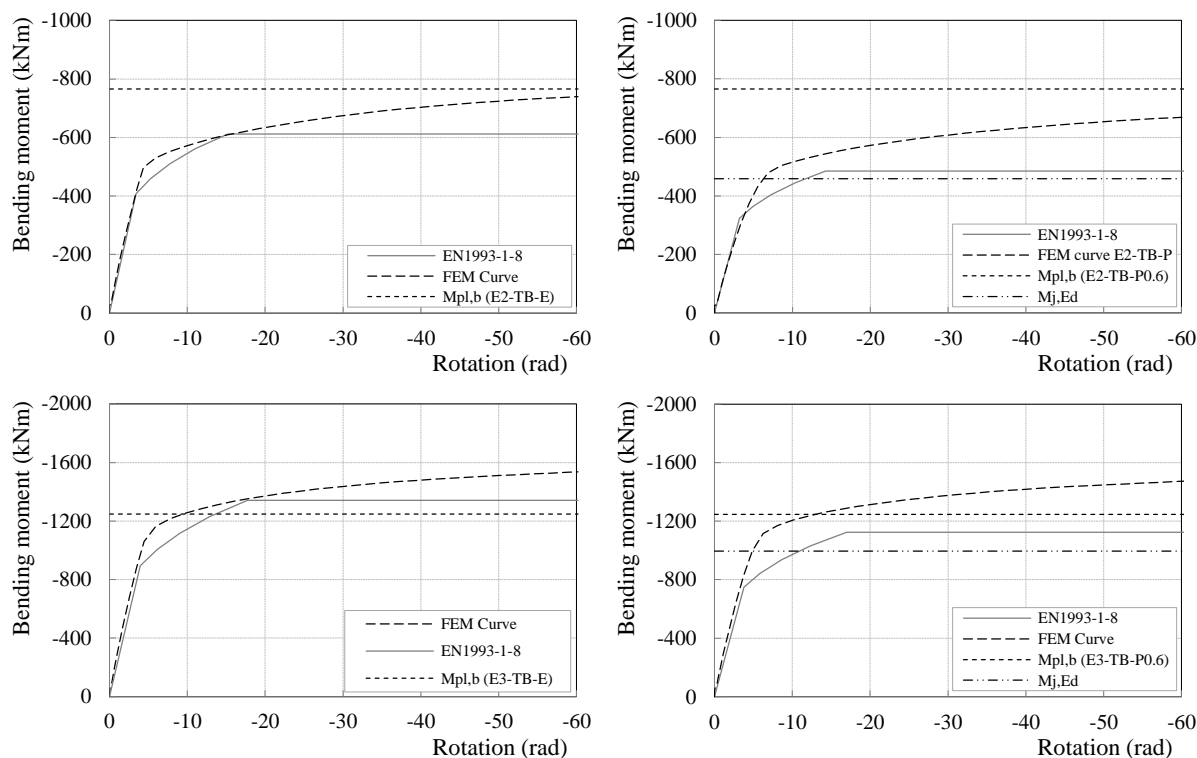 Bending moment (kNm)
-1000
-800
-600
-400
-200
0
EN1993-1-8
FEM Curve
Mpl,b (E2-TB-E)
0 -10 -20 -30 -40 -50 -60
Rotation (rad)
Bending moment (kNm)
-1000
-800
-600
-400
-200
0
EN1993-1-8
FEM curve E2-TB-P
Mpl,b (E2-TB-P0.6)
Mj,Ed
0 -10 -20 -30 -40 -50 -60
Rotation (rad)
Bending moment (kNm)
-2000
-1600
-1200
-800
-400
0
FEM Curve
EN1993-1-8
Mpl,b (E3-TB-E)
0 -10 -20 -30 -40 -50 -60
Rotation (rad)
Bending moment (kNm)
-2000
-1600
-1200
-800
-400
0
EN1993-1-8
FEM Curve
Mpl,b (E3-TB-P0.6)
Mj,Ed
0 -10 -20 -30 -40 -50 -60
Rotation (rad)